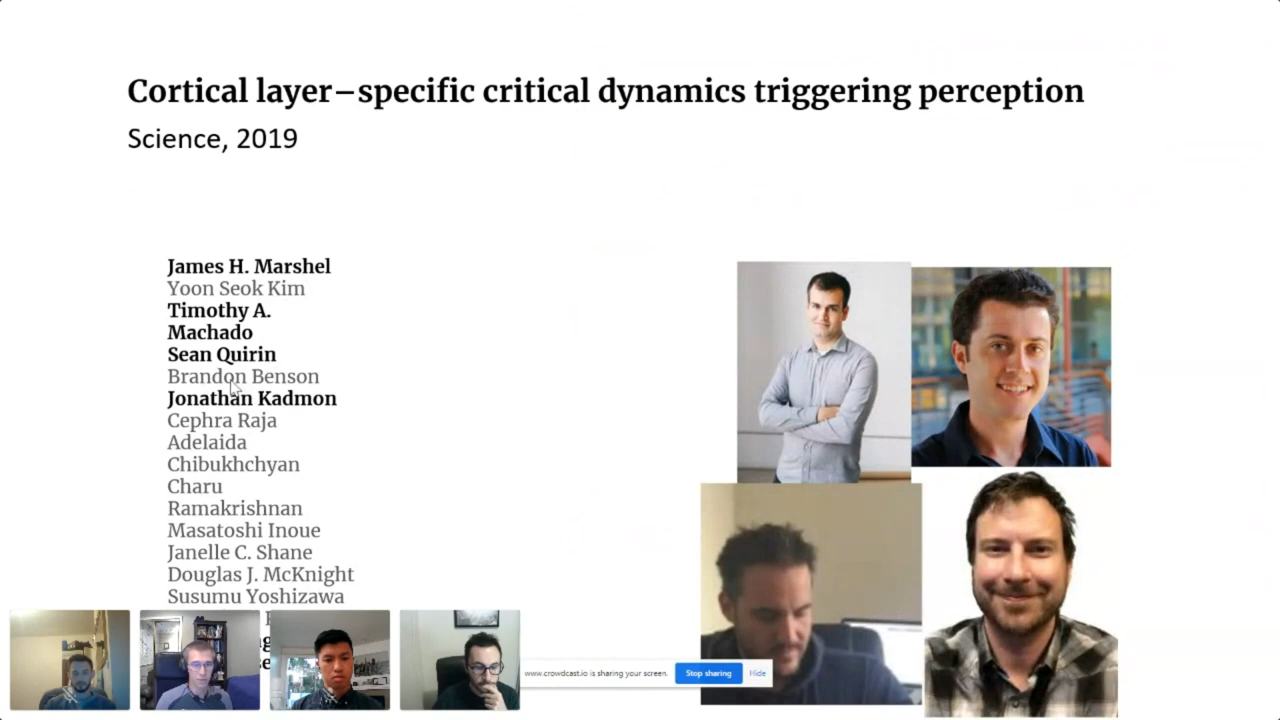 Cortical layer–specific critical dynamics triggering perception
Science, 2019
James H. Marshel
Yoon Seok Kim
Timothy A.
Machado
Sean Quirin
Brandon Benson
Jonathan Kadmon
Cephra Raja
Adelaida
Chibukhchyan
Charu
Ramakrishnan
Masatoshi Inoue
Janelle C. Shane
Douglas J. McKnight
Susumu Yoshizawa
www.crowdcast.io is sharing your screen.
Stop sharing
Hide